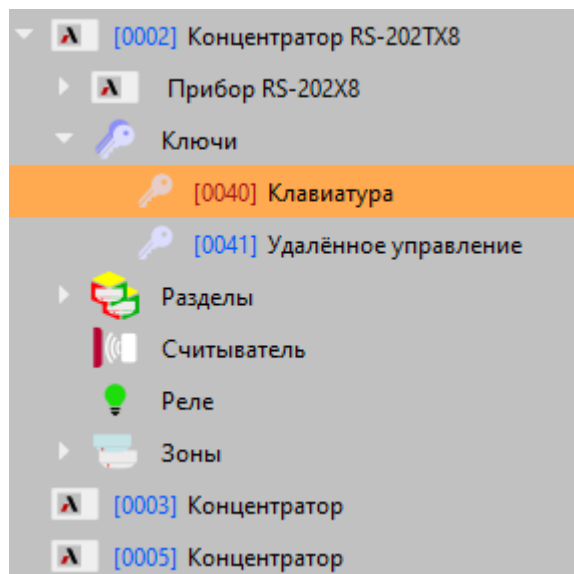 [0002] Концентратор RS-202TX8
Прибор RS-202X8
Ключи
[0040] Клавиатура
[0041] Удалённое управление
Разделы
Считыватель
Реле
Зоны
[0003] Концентратор
[0005] Концентратор